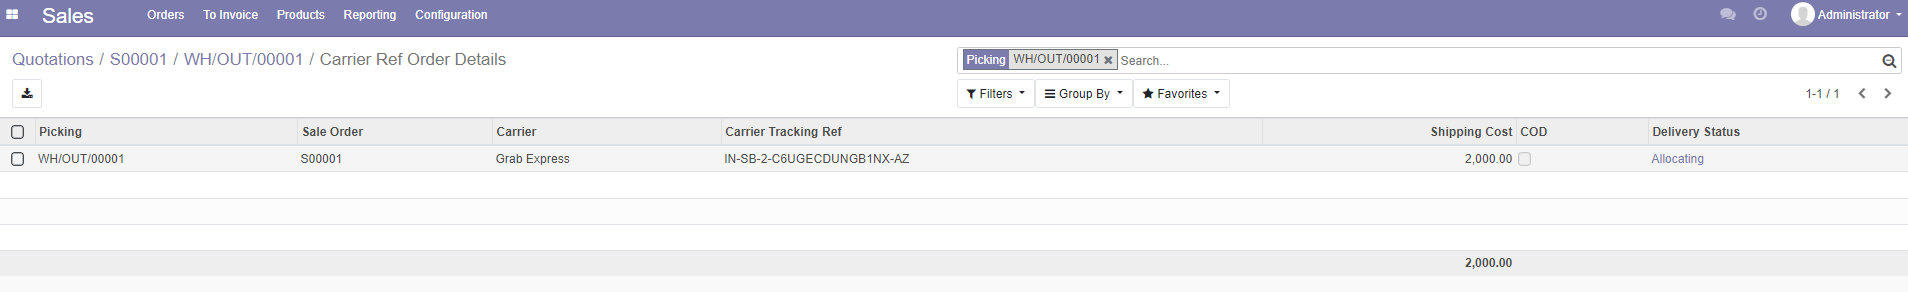 Sales Orders To Invoice Products Reporting Configuration Administrator
Quotations / S00001 / WH/OUT/00001 / Carrier Ref Order Details
Picking WH/OUT/00001 Search...
Filters Group By Favorites 1-1 / 1
Picking Sale Order Carrier Carrier Tracking Ref Shipping Cost COD Delivery Status
WH/OUT/00001 S00001 Grab Express IN-SB-2-C6UGECDUNGB1NX-AZ 2,000.00 Allocating
2,000.00